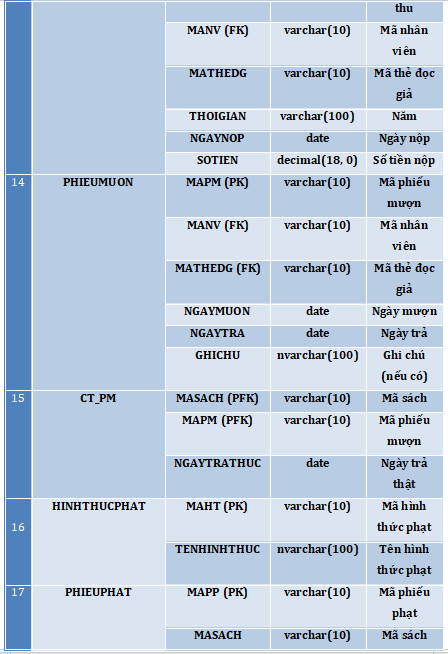 thu
MANV (FK) varchar(10) Mã nhân
viên
MATHEDG varchar(10) Mã thẻ đọc
giả
THOIGIAN varchar(100) Năm
NGAYNOP date Ngày nộp
SOTIEN decimal(18, 0) Số tiền nộp
14 PHIEUMUON MAPM (PK) varchar(10) Mã phiếu
mượn
MANV (FK) varchar(10) Mã nhân
viên
MATHEDG (FK) varchar(10) Mã thẻ đọc
giả
NGAYMUON date Ngày mượn
NGAYTRA date Ngày trả
GHICHU nvarchar(100) Ghi chú
(nếu có)
15 CT_PM MASACH (PFK) varchar(10) Mã sách
MAPM (PFK) varchar(10) Mã phiếu
mượn
NGAYTRATHUC date Ngày trả
thật
16 HINHTHUCPHAT MAHT (PK) varchar(10) Mã hình
thức phạt
TENHINHTHUC nvarchar(100) Tên hình
thức phạt
17 PHIEUPHAT MAPP (PK) varchar(10) Mã phiếu
phạt
MASACH varchar(10) Mã sách